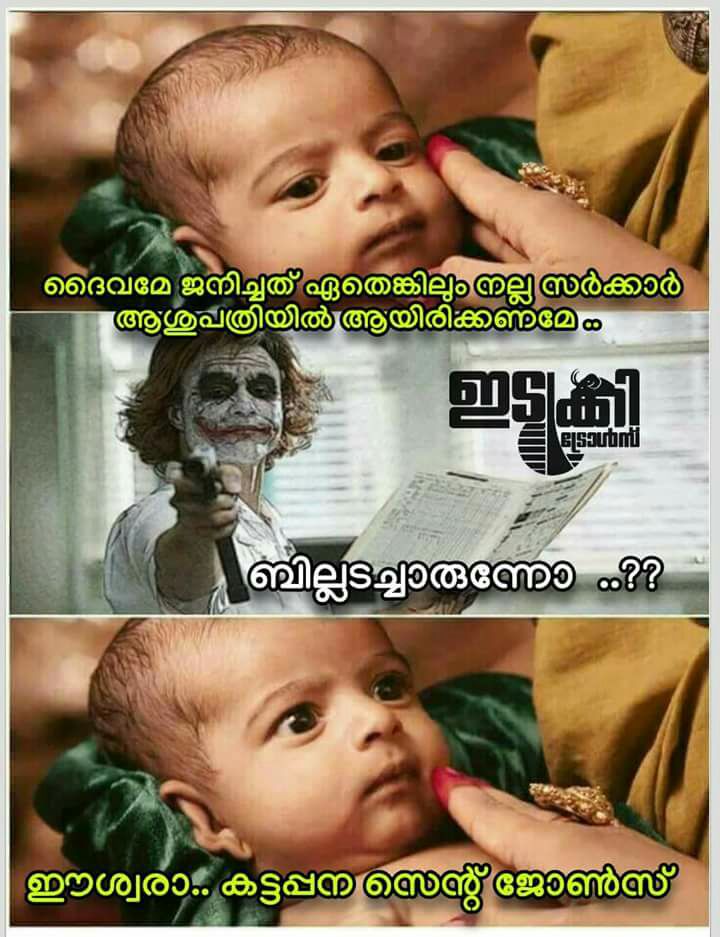 ദൈവമേ ജനിച്ചത് ഏതെങ്കിലും നല്ല സർക്കാർ
ആശുപത്രിയിൽ ആയിരിക്കണമേ ..
ഇടുക്കി
ട്രോൾസ്
ബില്ലടച്ചാരുന്നോ ..??
ഈശ്വരാ.. കട്ടപ്പന സെന്റ് ജോൺസ്